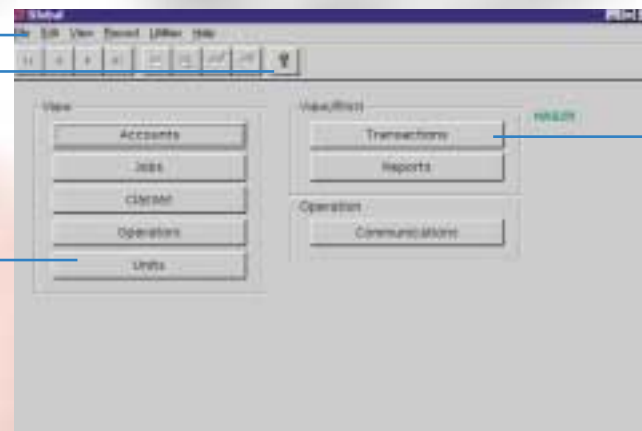 Global
File Edit View Record Utilities Help
?
View
Accounts
Jobs
Classes
Operators
Units
View/Print
Transactions
Reports
Operation
Communications